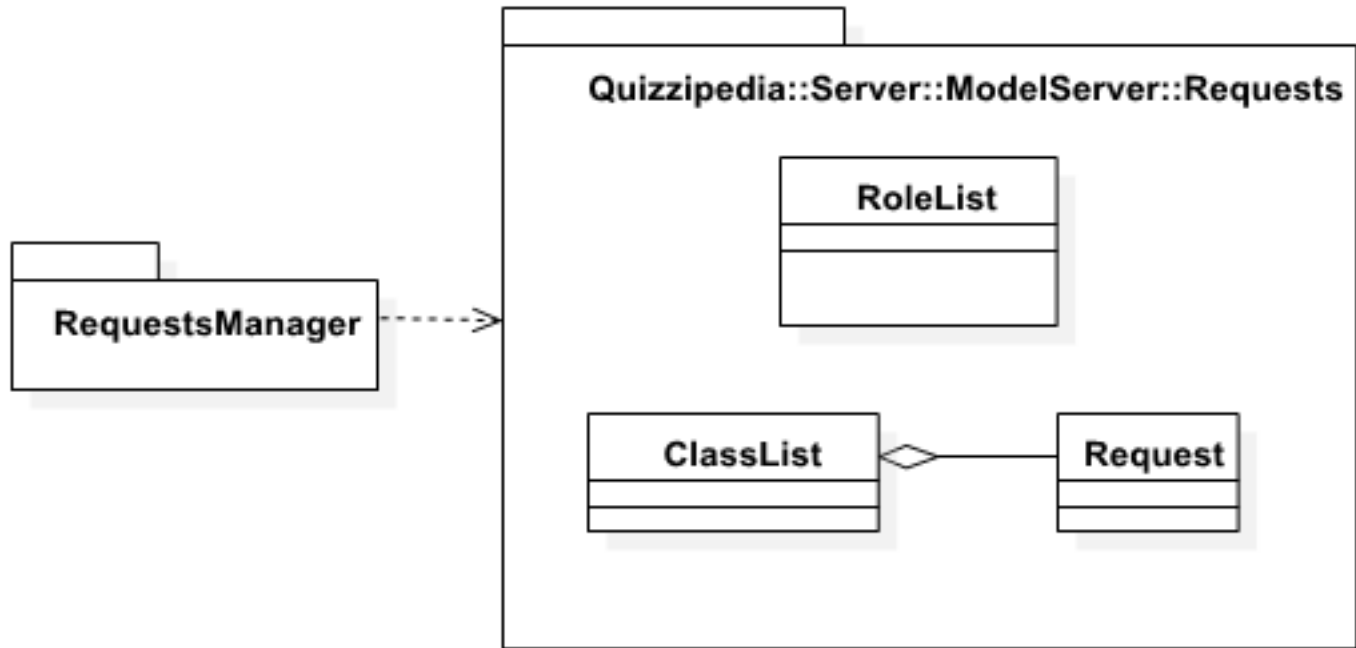 Quizzipedia::Server::ModelServer::Requests
RoleList
RequestsManager
ClassList
Request